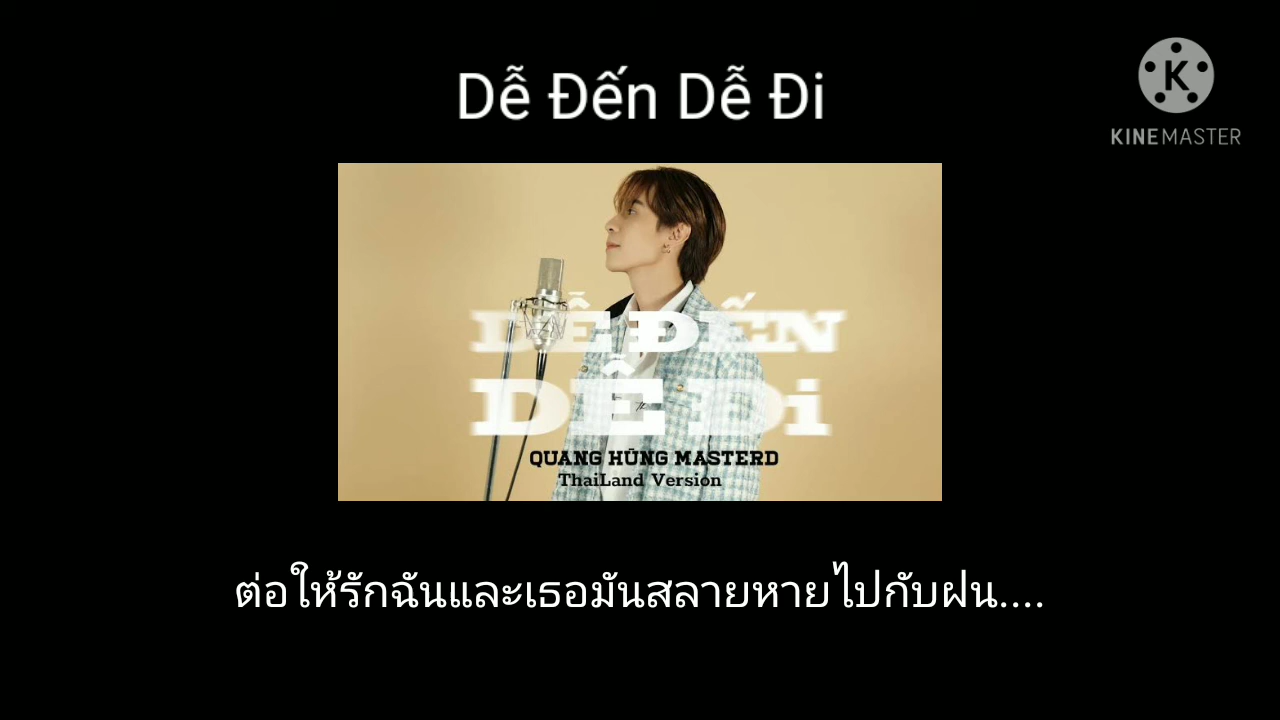 Dễ Đến Dễ Đi
KINEMASTER
DỄ ĐẾN
DỄ Đi
QUANG HÙNG MASTERD
ThaiLand Version
ต่อให้รักฉันและเธอมันสลายหายไปกับฝน....